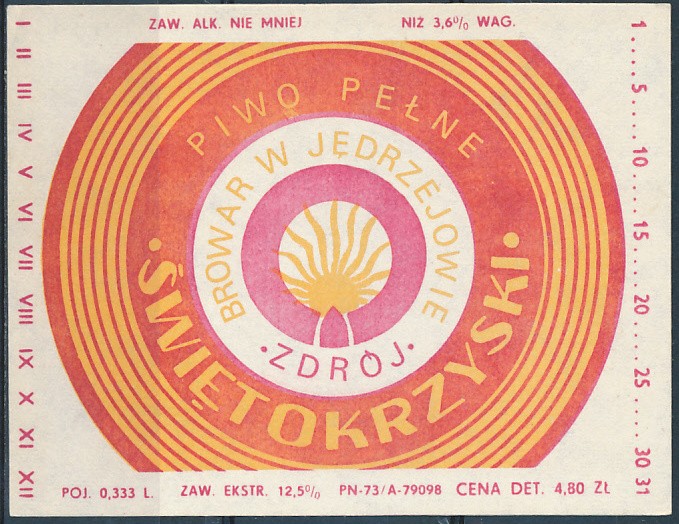 ZAW. ALK. NIE MNIEJ NIŻ 3,6% WAG.
I II III IV V VI VII VIII IX X XI XII
1....5....10....15....20....25....30 31
PIWO PEŁNE
BROWAR W JĘDRZEJOWIE
·ZDRÓJ·
·ŚWIĘTOKRZYSKI·
POJ. 0,333 L. ZAW. EKSTR. 12,5% PN-73/A-79098 CENA DET. 4,80 ZŁ